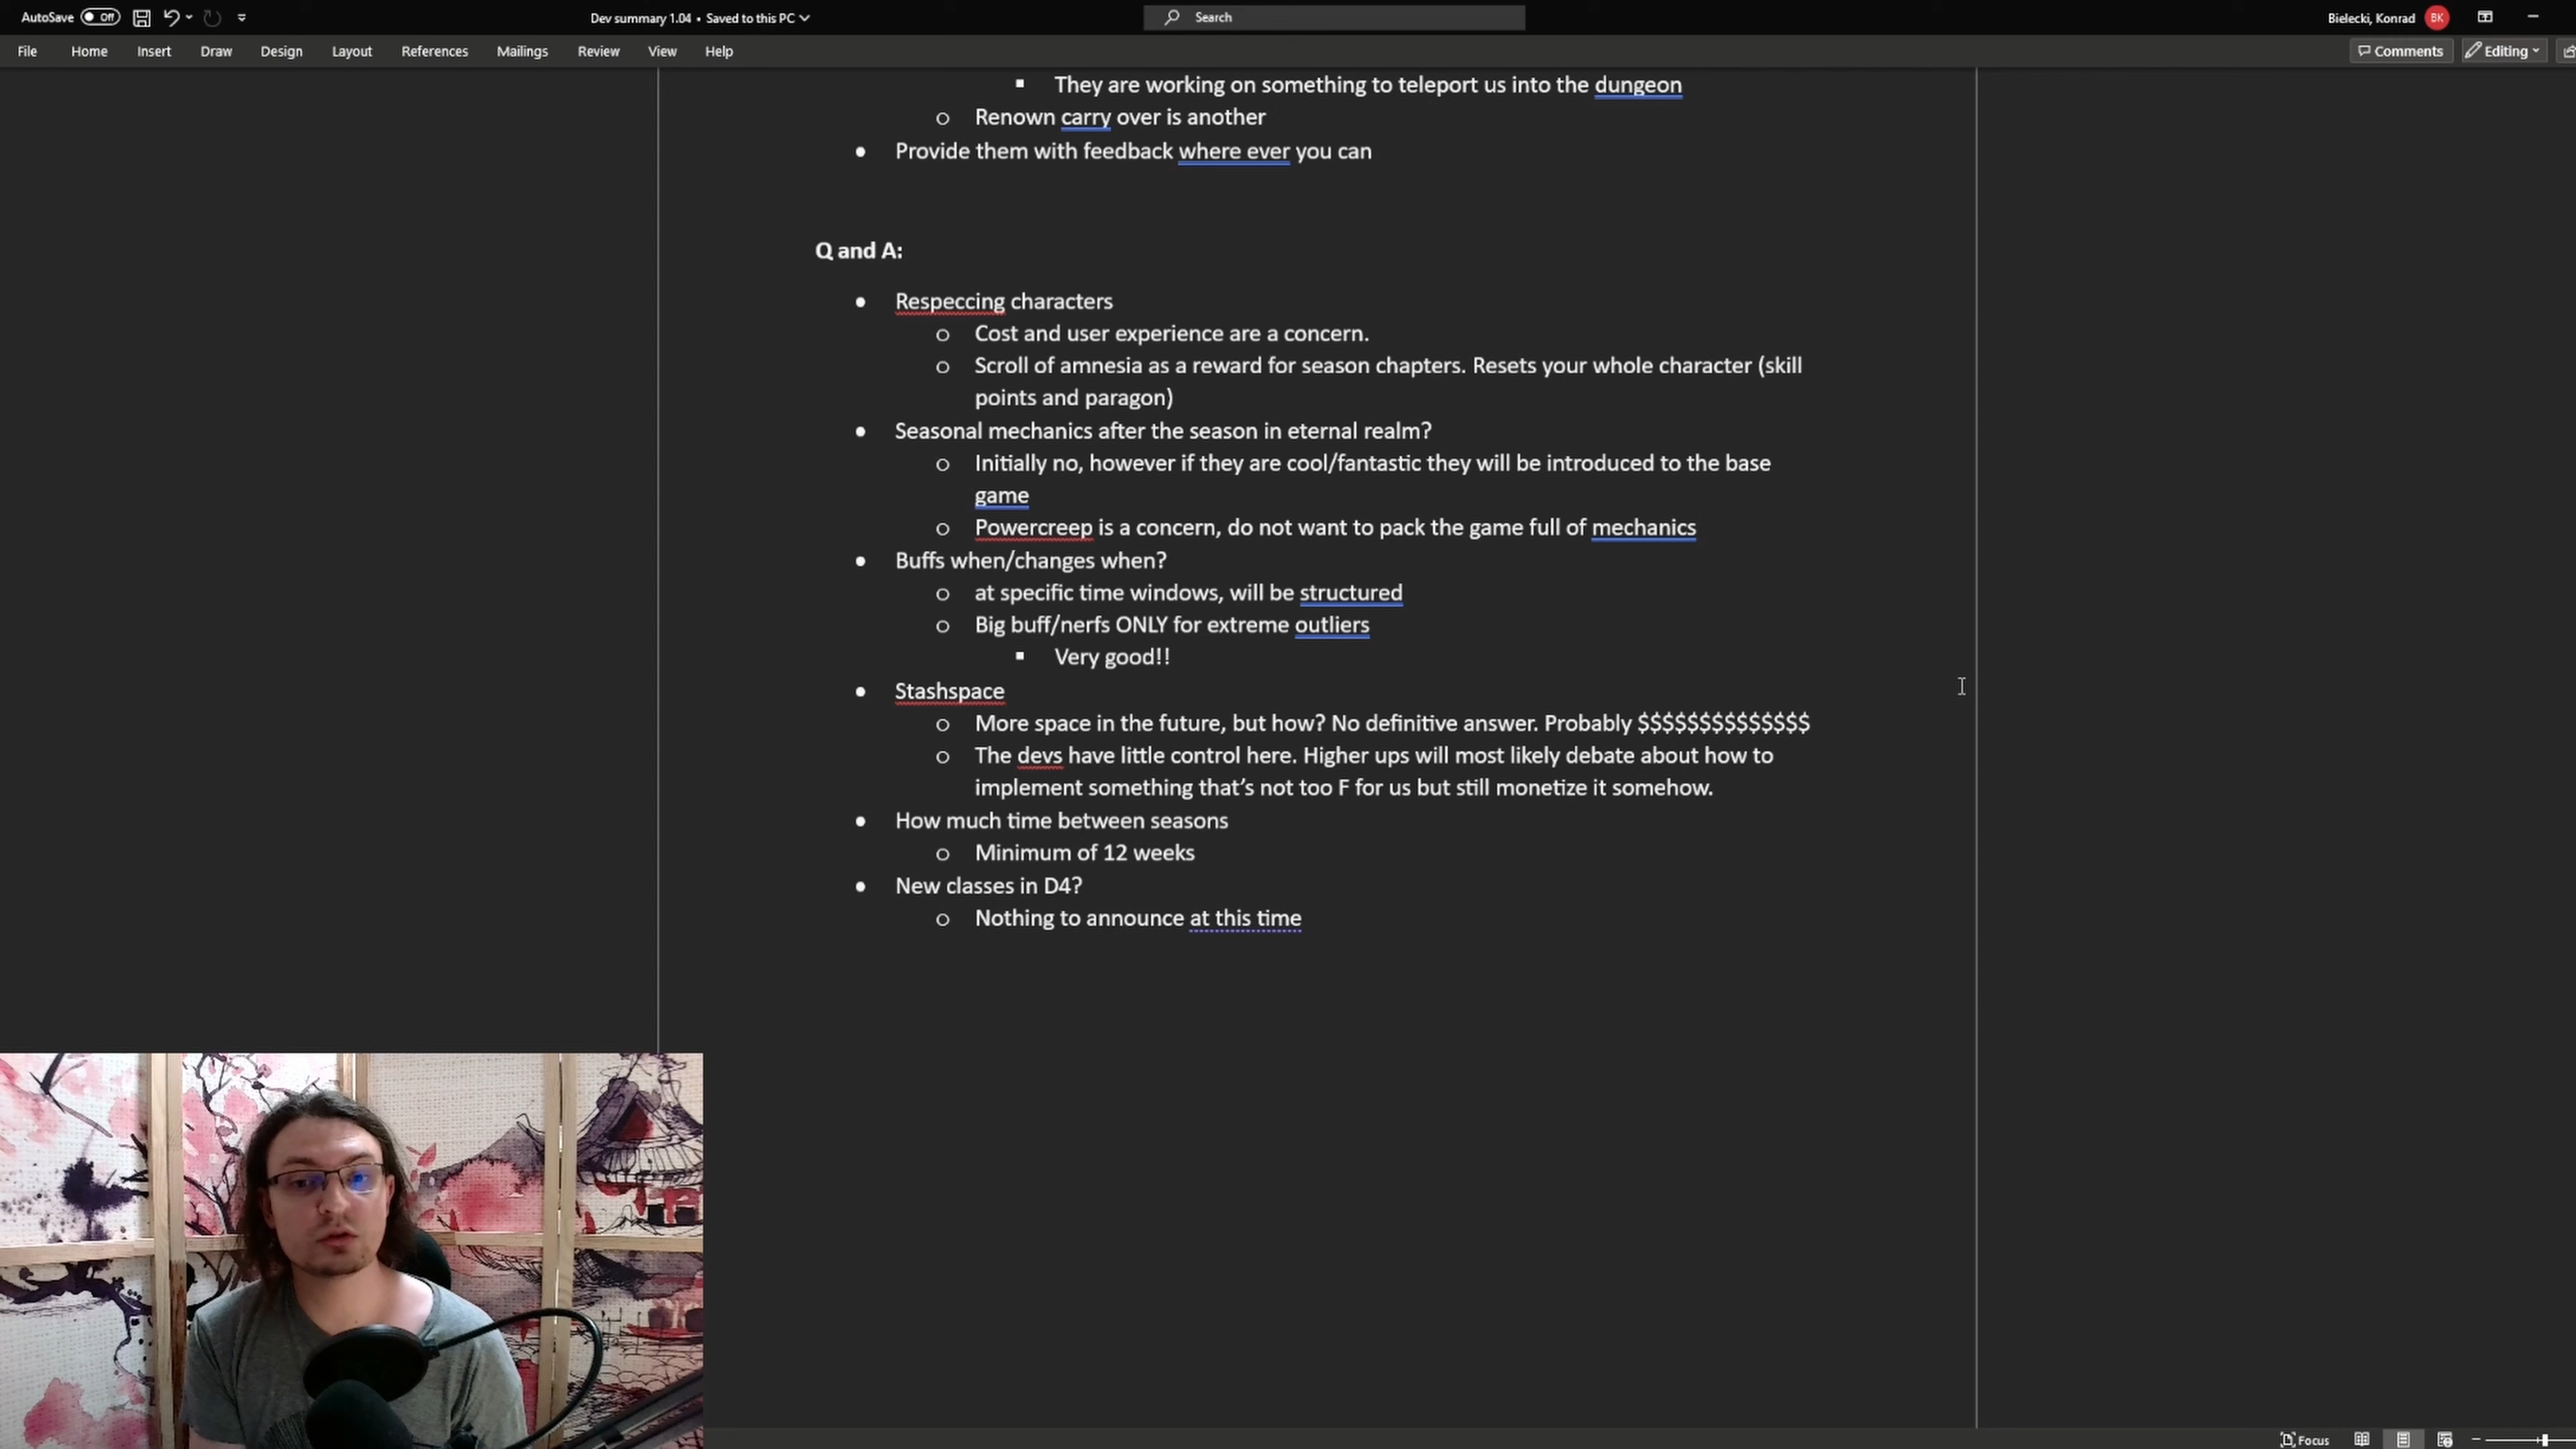 AutoSave Off Dev summary 1.04 • Saved to this PC Search Bielecki, Konrad BK
File Home Insert Draw Design Layout References Mailings Review View Help Comments Editing
▪ They are working on something to teleport us into the dungeon
o Renown carry over is another
• Provide them with feedback where ever you can
Q and A:
• Respeccing characters
o Cost and user experience are a concern.
o Scroll of amnesia as a reward for season chapters. Resets your whole character (skill
points and paragon)
• Seasonal mechanics after the season in eternal realm?
o Initially no, however if they are cool/fantastic they will be introduced to the base
game
o Powercreep is a concern, do not want to pack the game full of mechanics
• Buffs when/changes when?
o at specific time windows, will be structured
o Big buff/nerfs ONLY for extreme outliers
▪ Very good!!
• Stashspace
o More space in the future, but how? No definitive answer. Probably $$$$$$$$$$$$$$
o The devs have little control here. Higher ups will most likely debate about how to
implement something that’s not too F for us but still monetize it somehow.
• How much time between seasons
o Minimum of 12 weeks
• New classes in D4?
o Nothing to announce at this time
Focus